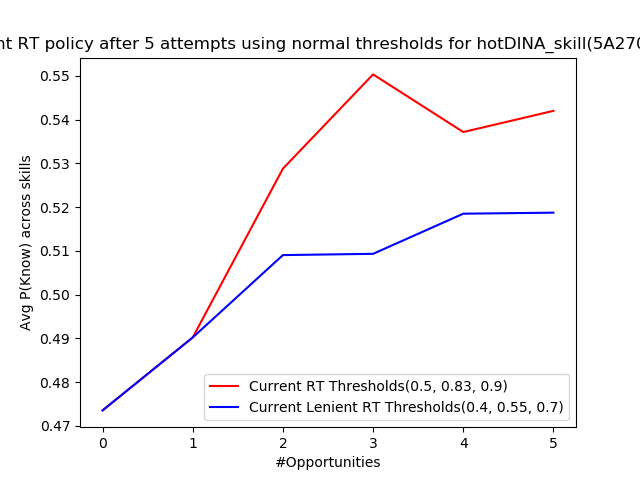 nt RT policy after 5 attempts using normal thresholds for hotDINA_skill(5A270
0.55
0.54
0.53
0.52
0.51
0.50
0.49
0.48
0.47
Avg P(Know) across skills
Current RT Thresholds(0.5, 0.83, 0.9)
Current Lenient RT Thresholds(0.4, 0.55, 0.7)
0 1 2 3 4 5
#Opportunities